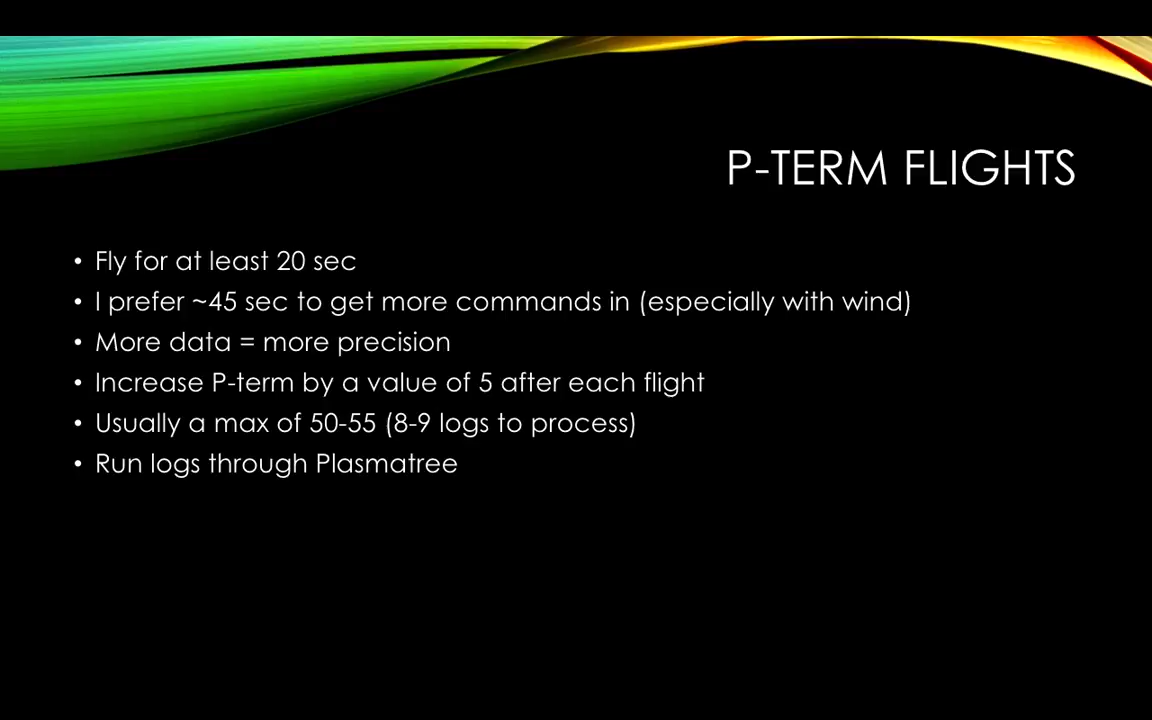 P-TERM FLIGHTS
• Fly for at least 20 sec
• I prefer ~45 sec to get more commands in (especially with wind)
• More data = more precision
• Increase P-term by a value of 5 after each flight
• Usually a max of 50-55 (8-9 logs to process)
• Run logs through Plasmatree